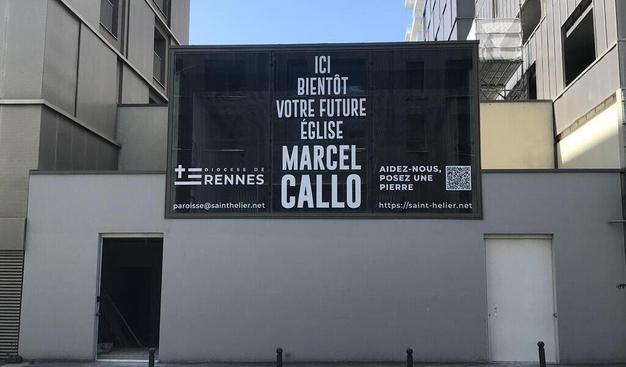 ICI
BIENTÔT
VOTRE FUTURE
ÉGLISE
MARCEL
CALLO
DIOCESE DE
RENNES
paroisse@sainthelier.net
AIDEZ-NOUS,
POSEZ UNE
PIERRE
https://saint-helier.net